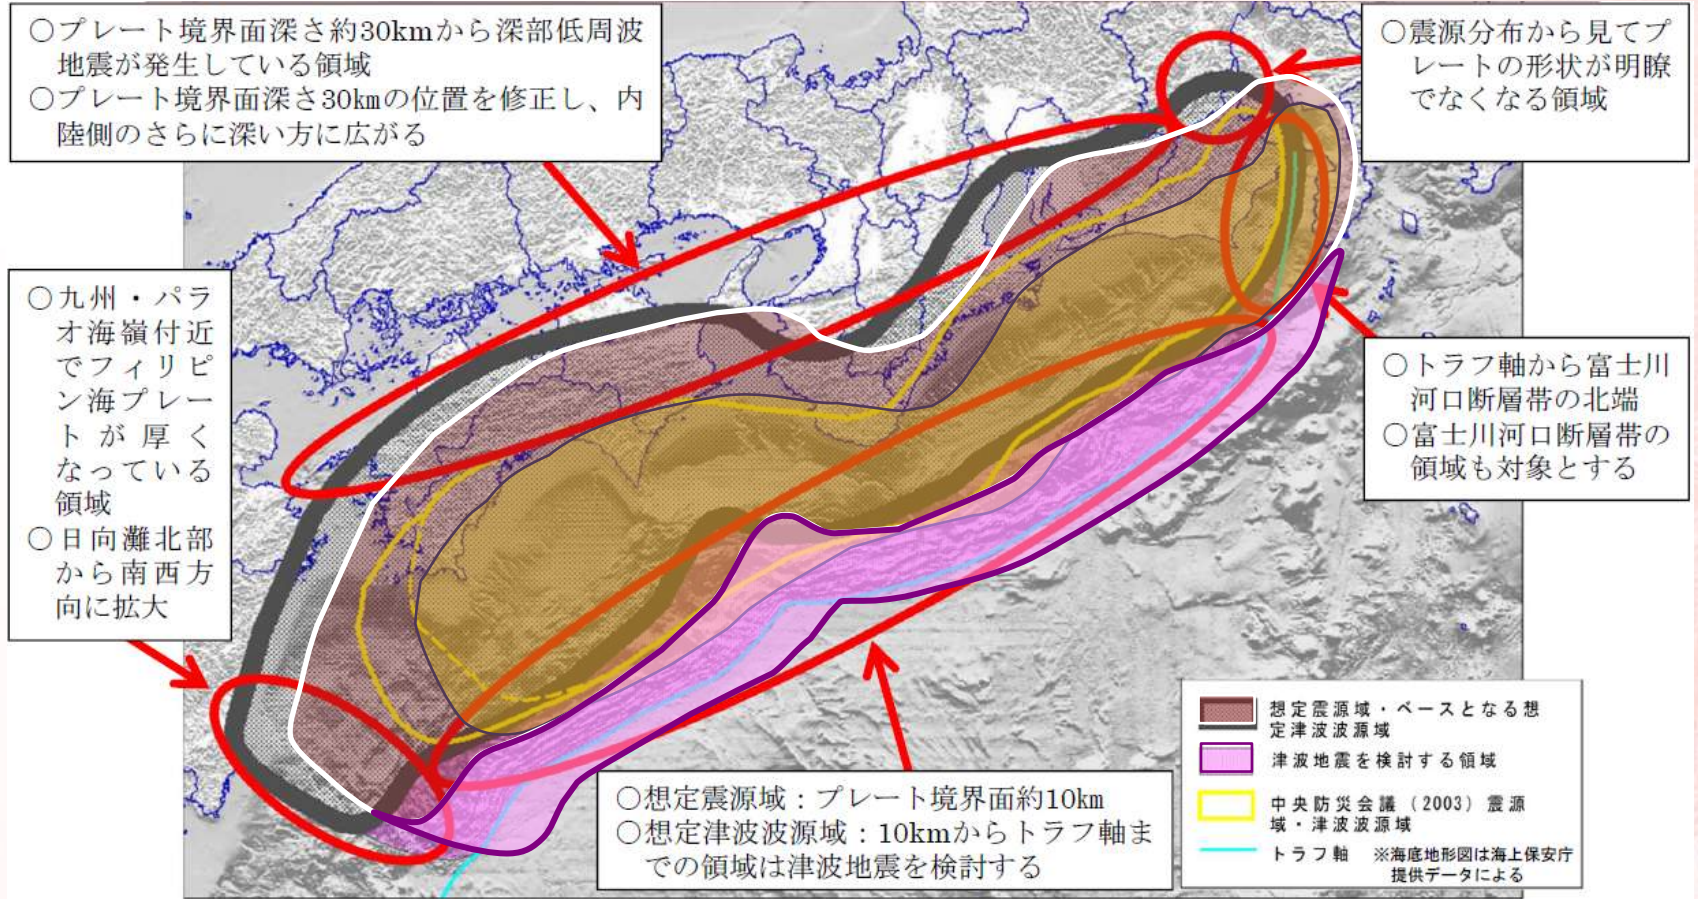 ○プレート境界面深さ約30kmから深部低周波
地震が発生している領域
○プレート境界面深さ30㎞の位置を修正し、内
陸側のさらに深い方に広がる
○震源分布から見てプ
レートの形状が明瞭
でなくなる領域
○九州・パラ
オ海嶺付近
でフィリピ
ン海プレー
トが厚く
なっている
領域
○日向灘北部
から南西方
向に拡大
○トラフ軸から富士川
河口断層帯の北端
○富士川河口断層帯の
領域も対象とする
○想定震源域：プレート境界面約10㎞
○想定津波波源域：10kmからトラフ軸ま
での領域は津波地震を検討する
想定震源域・ベースとなる想
定津波波源域
津波地震を検討する領域
中央防災会議（2003）震源
域・津波波源域
トラフ軸 ※海底地形図は海上保安庁
提供データによる